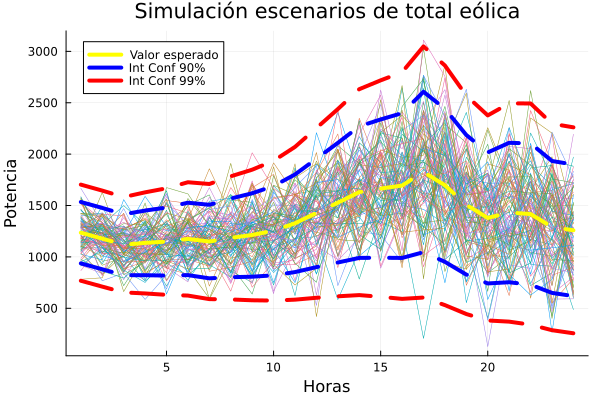 Simulación escenarios de total eólica
Valor esperado
Int Conf 90%
Int Conf 99%
Potencia
3000
2500
2000
1500
1000
500
5
10
15
20
Horas